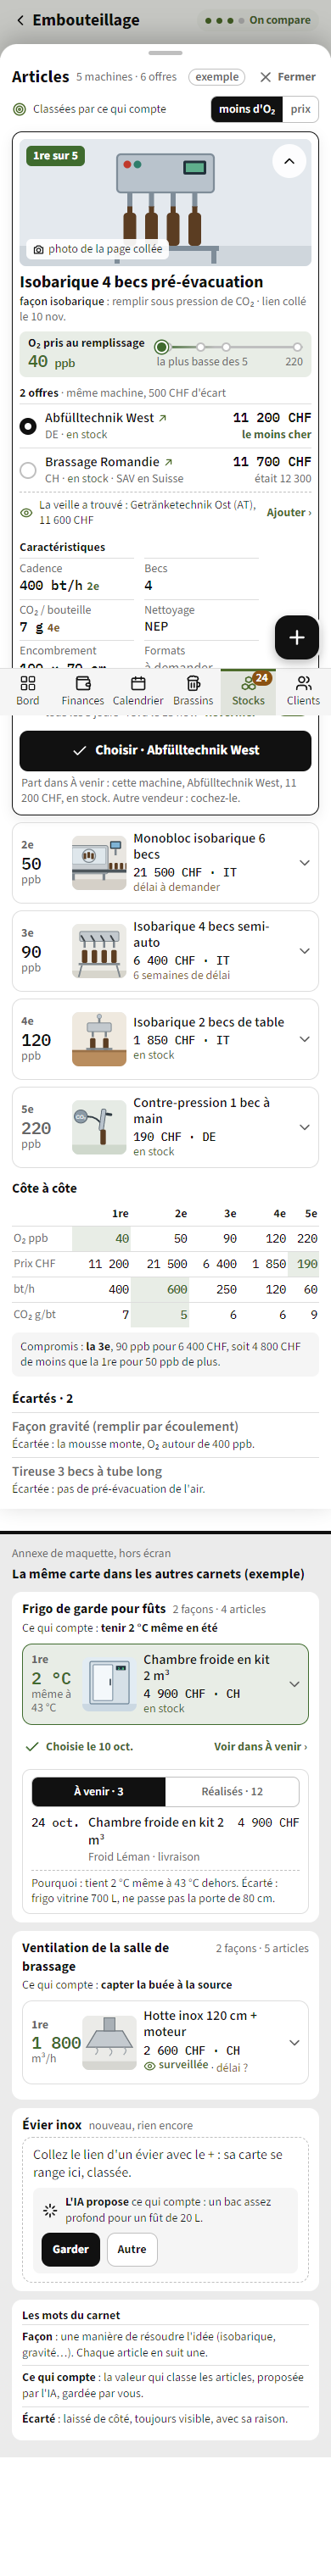 Embouteillage
On compare
Articles 5 machines · 6 offres exemple Fermer
Classées par ce qui compte moins d'O₂ prix
1re sur 5
photo de la page collée
Isobarique 4 becs pré-évacuation
façon isobarique : remplir sous pression de CO₂ · lien collé
le 10 nov.
O₂ pris au remplissage
40 ppb
la plus basse des 5 220
2 offres · même machine, 500 CHF d'écart
Abfülltechnik West ↗ 11 200 CHF
DE · en stock le moins cher
Brassage Romandie ↗ 11 700 CHF
CH · en stock · SAV en Suisse était 12 300
La veille a trouvé : Getränketechnik Ost (AT),
11 600 CHF
Ajouter ›
Caractéristiques
Cadence Becs
400 bt/h 2e 4
CO₂ / bouteille Nettoyage
7 g 4e NEP
Encombrement Formats
à demander
Bord Finances Calendrier Brassins Stocks 24 Clients
Choisir · Abfülltechnik West
Part dans À venir : cette machine, Abfülltechnik West, 11
200 CHF, en stock. Autre vendeur : cochez-le.
2e
50
ppb
Monobloc isobarique 6
becs
21 500 CHF · IT
délai à demander
3e
90
ppb
Isobarique 4 becs semi-
auto
6 400 CHF · IT
6 semaines de délai
4e
120
ppb
Isobarique 2 becs de table
1 850 CHF · IT
en stock
5e
220
ppb
Contre-pression 1 bec à
main
190 CHF · DE
en stock
Côte à côte
1re 2e 3e 4e 5e
O₂ ppb 40 50 90 120 220
Prix CHF 11 200 21 500 6 400 1 850 190
bt/h 400 600 250 120 60
CO₂ g/bt 7 5 6 6 9
Compromis : la 3e, 90 ppb pour 6 400 CHF, soit 4 800 CHF
de moins que la 1re pour 50 ppb de plus.
Écartés · 2
Façon gravité (remplir par écoulement)
Écartée : la mousse monte, O₂ autour de 400 ppb.
Tireuse 3 becs à tube long
Écartée : pas de pré-évacuation de l'air.
Annexe de maquette, hors écran
La même carte dans les autres carnets (exemple)
Frigo de garde pour fûts 2 façons · 4 articles
Ce qui compte : tenir 2 °C même en été
1re
2 °C
même à
43 °C
Chambre froide en kit
2 m³
4 900 CHF · CH
en stock
Choisie le 10 oct. Voir dans À venir ›
À venir · 3 Réalisés · 12
24 oct. Chambre froide en kit 2 4 900 CHF
m³
Froid Léman · livraison
Pourquoi : tient 2 °C même à 43 °C dehors. Écarté :
frigo vitrine 700 L, ne passe pas la porte de 80 cm.
Ventilation de la salle de
brassage
2 façons · 5 articles
Ce qui compte : capter la buée à la source
1re
1 800
m³/h
Hotte inox 120 cm +
moteur
2 600 CHF · CH
surveillée · délai ?
Évier inox nouveau, rien encore
Collez le lien d'un évier avec le + : sa carte se
range ici, classée.
L'IA propose ce qui compte : un bac assez
profond pour un fût de 20 L.
Garder Autre
Les mots du carnet
Façon : une manière de résoudre l'idée (isobarique,
gravité…). Chaque article en suit une.
Ce qui compte : la valeur qui classe les articles, proposée
par l'IA, gardée par vous.
Écarté : laissé de côté, toujours visible, avec sa raison.